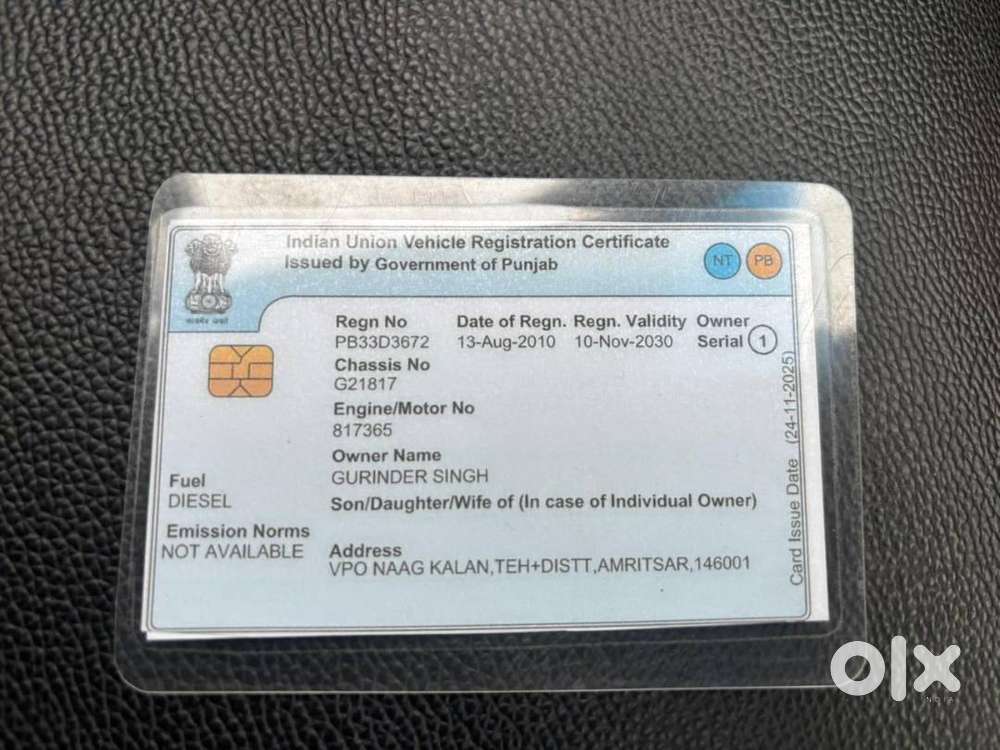 Indian Union Vehicle Registration Certificate
Issued by Government of Punjab
NT PB
Regn No Date of Regn. Regn. Validity Owner
PB33D3672 13-Aug-2010 10-Nov-2030 Serial 1
Chassis No
G21817
Engine/Motor No
817365
Owner Name
GURINDER SINGH
Fuel
DIESEL
Son/Daughter/Wife of (In case of Individual Owner)
Emission Norms
NOT AVAILABLE
Address
VPO NAAG KALAN,TEH+DISTT,AMRITSAR,146001
Card Issue Date (24-11-2025)
olx
INDIA